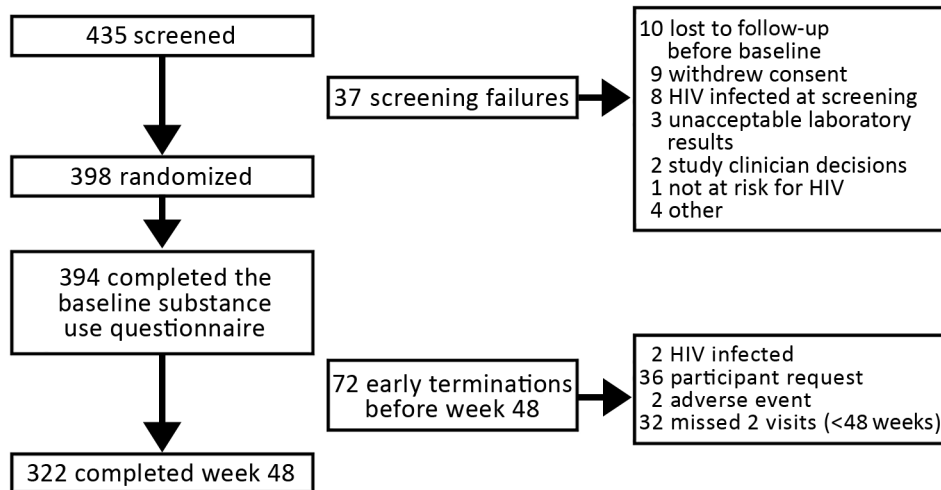 435 screened
37 screening failures
10 lost to follow-up
before baseline
9 withdrew consent
8 HIV infected at screening
3 unacceptable laboratory
results
2 study clinician decisions
1 not at risk for HIV
4 other
398 randomized
394 completed the
baseline substance
use questionnaire
72 early terminations
before week 48
2 HIV infected
36 participant request
2 adverse event
32 missed 2 visits (<48 weeks)
322 completed week 48